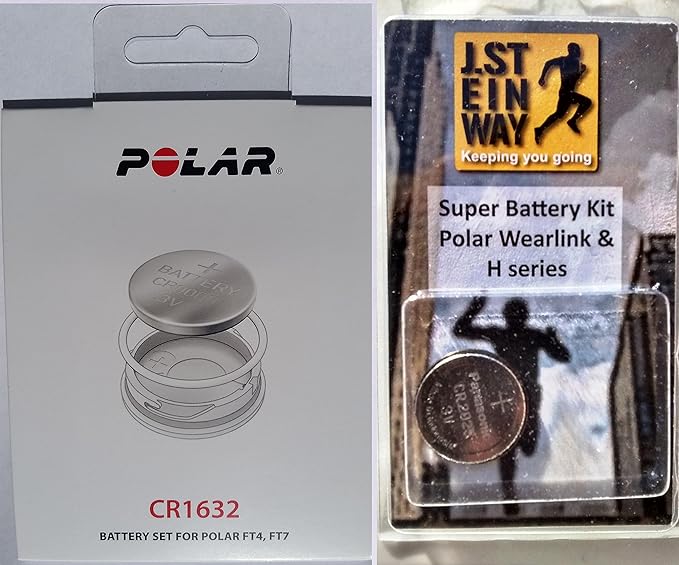 POLAR®
BATTERY
3V
CR1632
BATTERY SET FOR POLAR FT4, FT7
J.ST
EIN
WAY
Keeping you going
Super Battery Kit
Polar Wearlink &
H series
Panasonic
3V